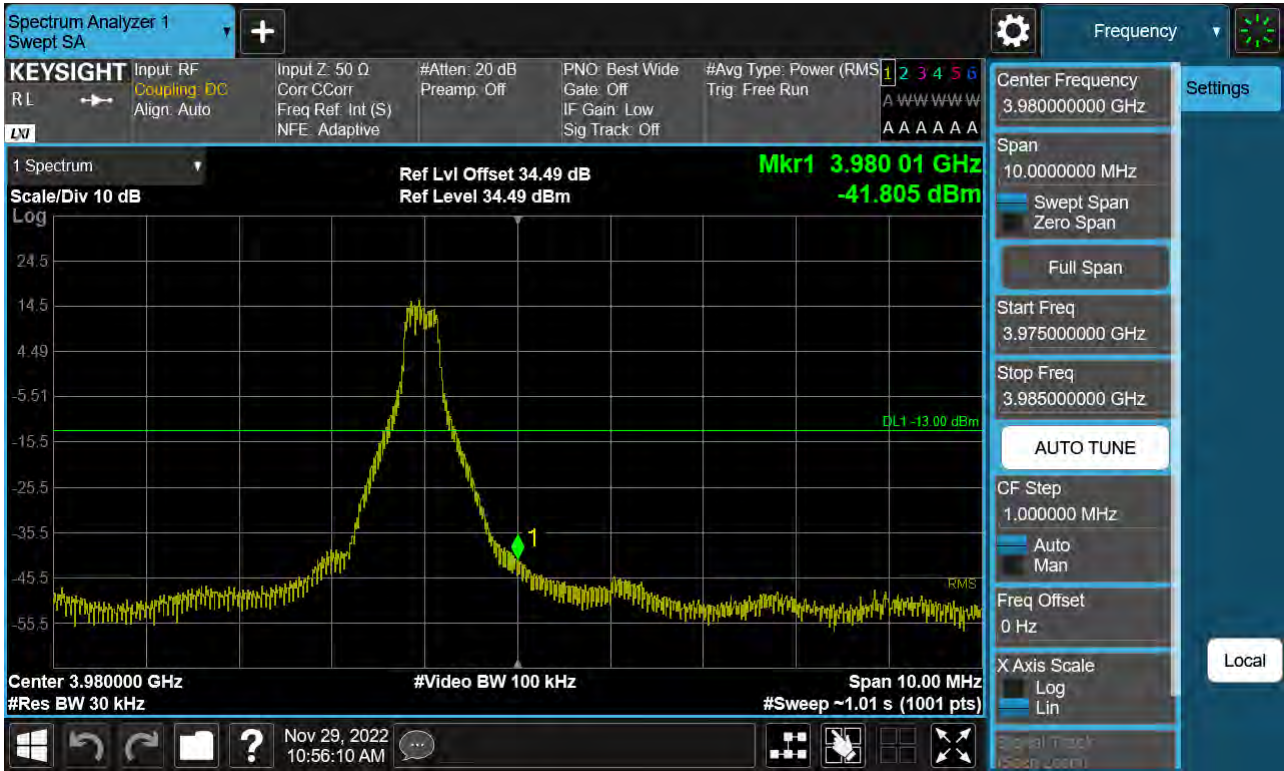 Spectrum Analyzer 1
Swept SA
Frequency
KEYSIGHT
RL
LXI
Input: RF
Coupling: DC
Align: Auto
Input Z: 50 Ω
Corr CCorr
Freq Ref: Int (S)
NFE: Adaptive
#Atten: 20 dB
Preamp: Off
PNO: Best Wide
Gate: Off
IF Gain: Low
Sig Track: Off
#Avg Type: Power (RMS
Trig: Free Run
1 2 3 4 5 6
A W W W W W
A A A A A A
Center Frequency
3.980000000 GHz
Settings
Span
10.0000000 MHz
Swept Span
Zero Span
Full Span
Start Freq
3.975000000 GHz
Stop Freq
3.985000000 GHz
AUTO TUNE
CF Step
1.000000 MHz
Auto
Man
Freq Offset
0 Hz
X Axis Scale
Log
Lin
Signal Track
(Span Zoom)
Local
1 Spectrum
Scale/Div 10 dB
Log
Ref Lvl Offset 34.49 dB
Ref Level 34.49 dBm
Mkr1 3.980 01 GHz
-41.805 dBm
24.5
14.5
4.49
-5.51
-15.5
-25.5
-35.5
-45.5
-55.5
DL1 -13.00 dBm
1
RMS
Center 3.980000 GHz
#Video BW 100 kHz
Span 10.00 MHz
#Res BW 30 kHz
#Sweep ~1.01 s (1001 pts)
?
Nov 29, 2022
10:56:10 AM